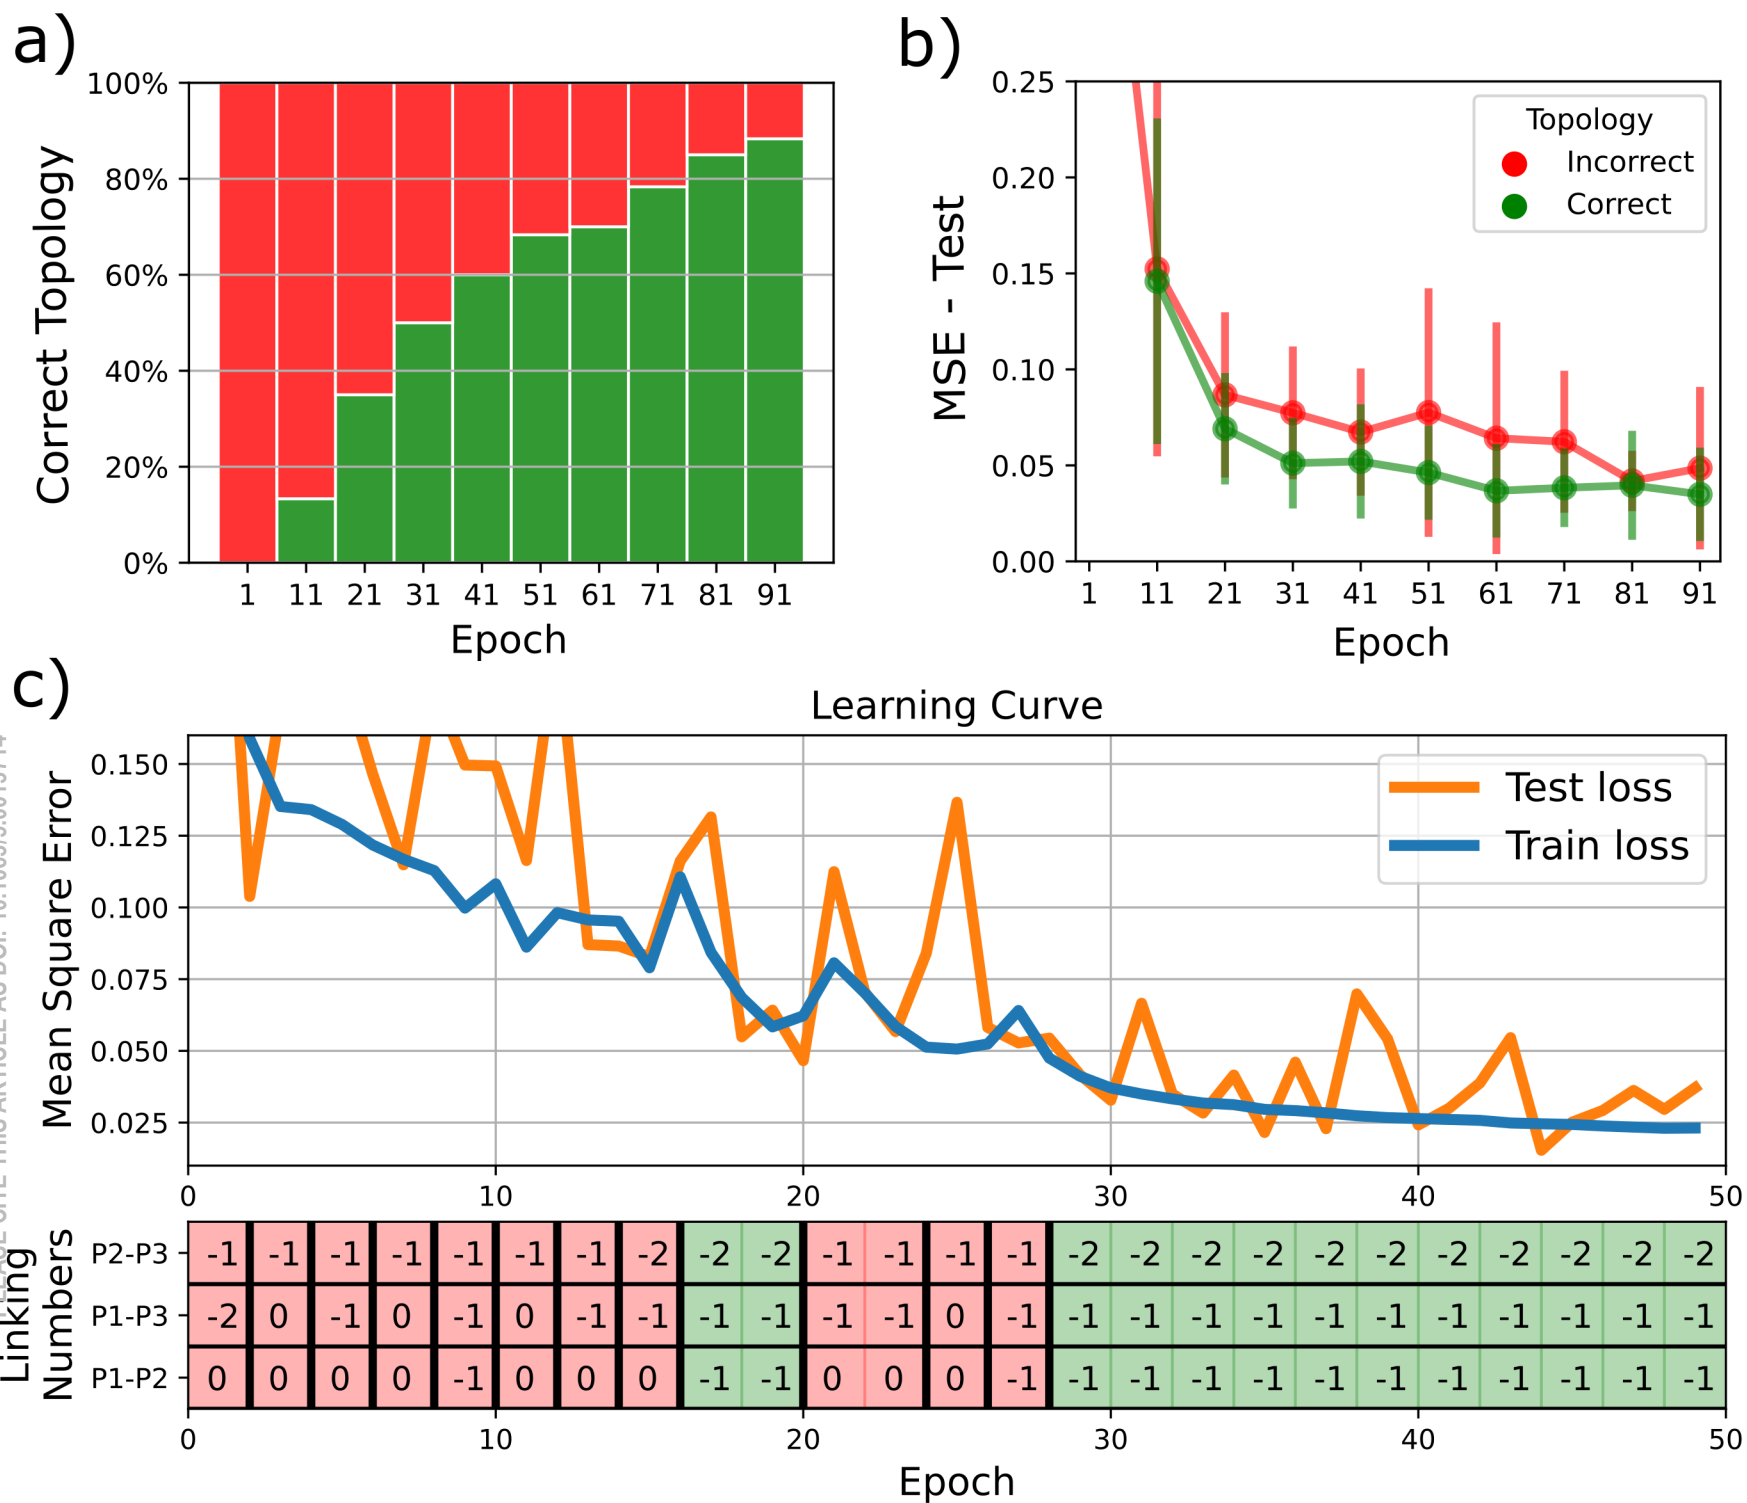 a)
100%
80%
60%
40%
20%
0%
Correct Topology
1 11 21 31 41 51 61 71 81 91
Epoch
b)
0.25
0.20
0.15
0.10
0.05
0.00
MSE - Test
Topology
Incorrect
Correct
1 11 21 31 41 51 61 71 81 91
Epoch
c)
Learning Curve
0.150
0.125
0.100
0.075
0.050
0.025
Mean Square Error
Test loss
Train loss
0 10 20 30 40 50
Linking
Numbers
P2-P3 -1 -1 -1 -1 -1 -1 -1 -2 -2 -2 -1 -1 -1 -1 -2 -2 -2 -2 -2 -2 -2 -2 -2 -2 -2
P1-P3 -2 0 -1 0 -1 0 -1 -1 -1 -1 -1 -1 0 -1 -1 -1 -1 -1 -1 -1 -1 -1 -1 -1 -1
P1-P2 0 0 0 0 -1 0 0 0 -1 -1 0 0 0 -1 -1 -1 -1 -1 -1 -1 -1 -1 -1 -1 -1
0 10 20 30 40 50
Epoch